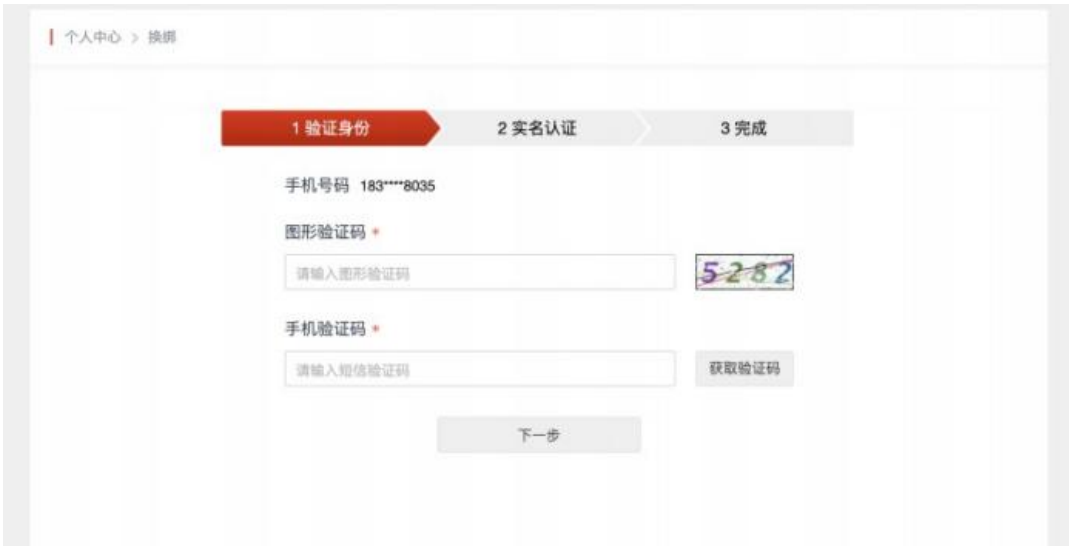 个人中心 > 换绑
1 验证身份 2 实名认证 3 完成
手机号码 183****8035
图形验证码 *
请输入图形验证码 5282
手机验证码 *
请输入短信验证码 获取验证码
下一步